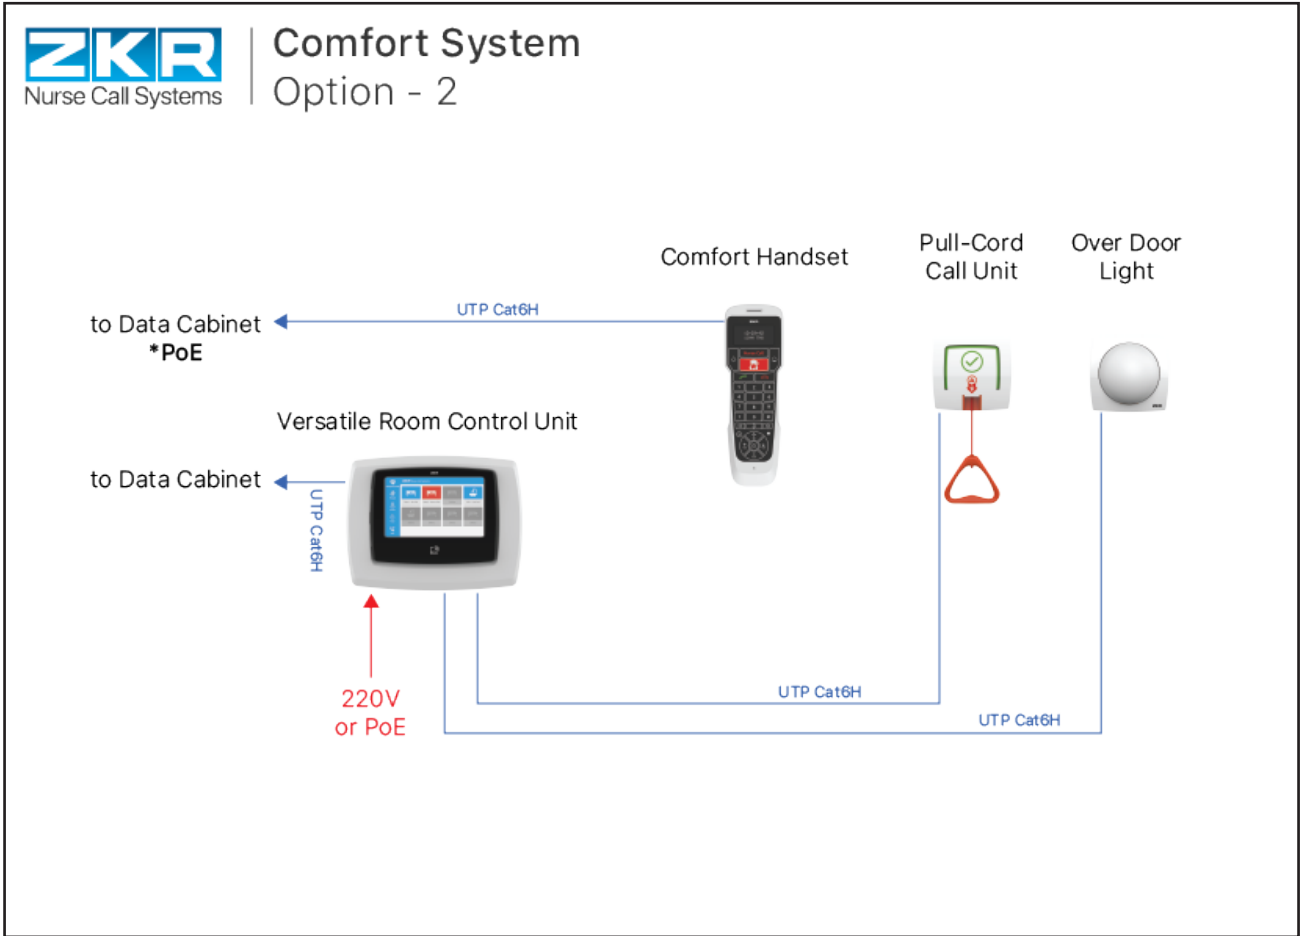 ZKR
Nurse Call Systems
Comfort System
Option - 2
Comfort Handset
Pull-Cord
Call Unit
Over Door
Light
UTP Cat6H
to Data Cabinet
*PoE
Versatile Room Control Unit
to Data Cabinet
UTP Cat6H
220V
or PoE
UTP Cat6H
UTP Cat6H